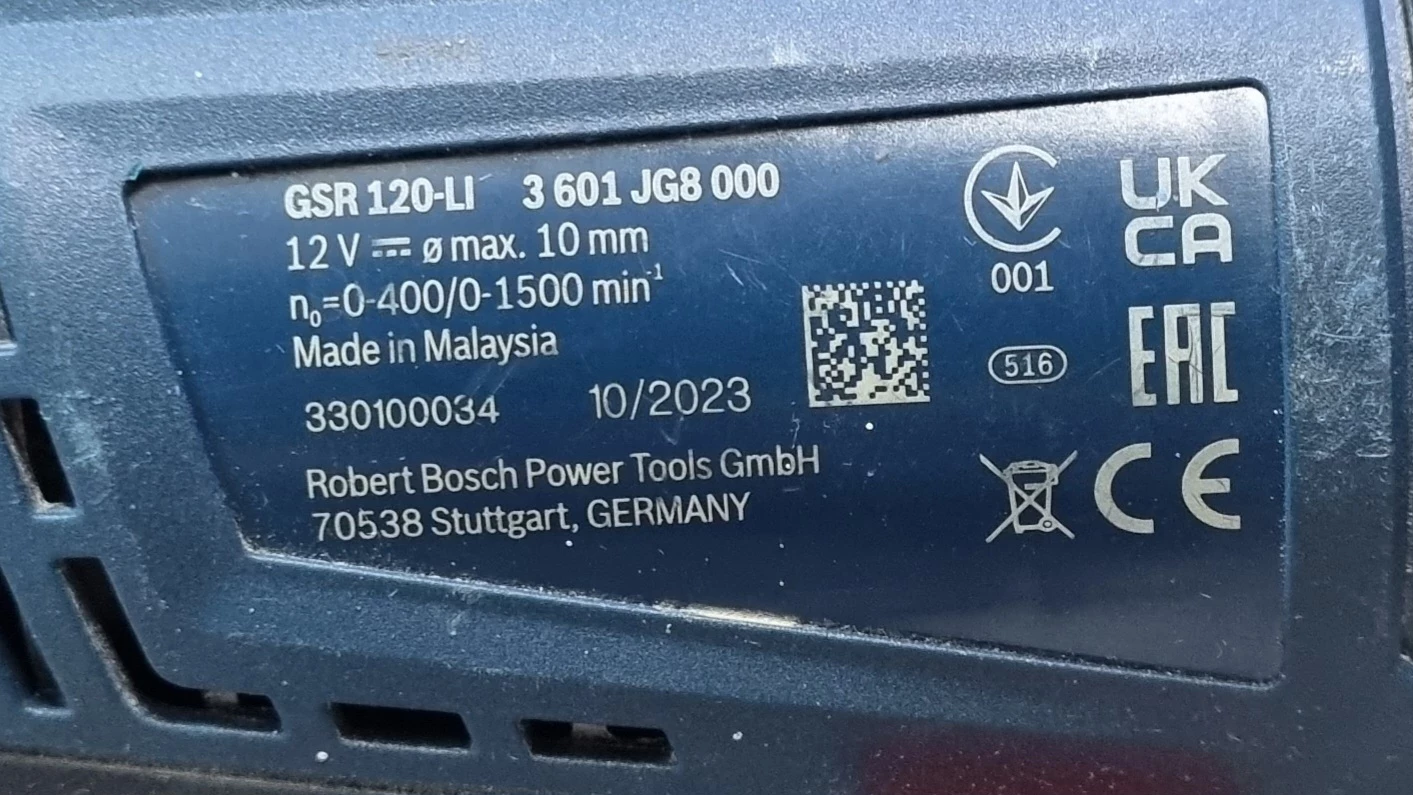 GSR 120-LI 3 601 JG8 000
12 V ⎓ ø max. 10 mm
n₀=0-400/0-1500 min⁻¹
Made in Malaysia
330100034 10/2023
Robert Bosch Power Tools GmbH
70538 Stuttgart, GERMANY
001
516
UK
CA
EAC
CE